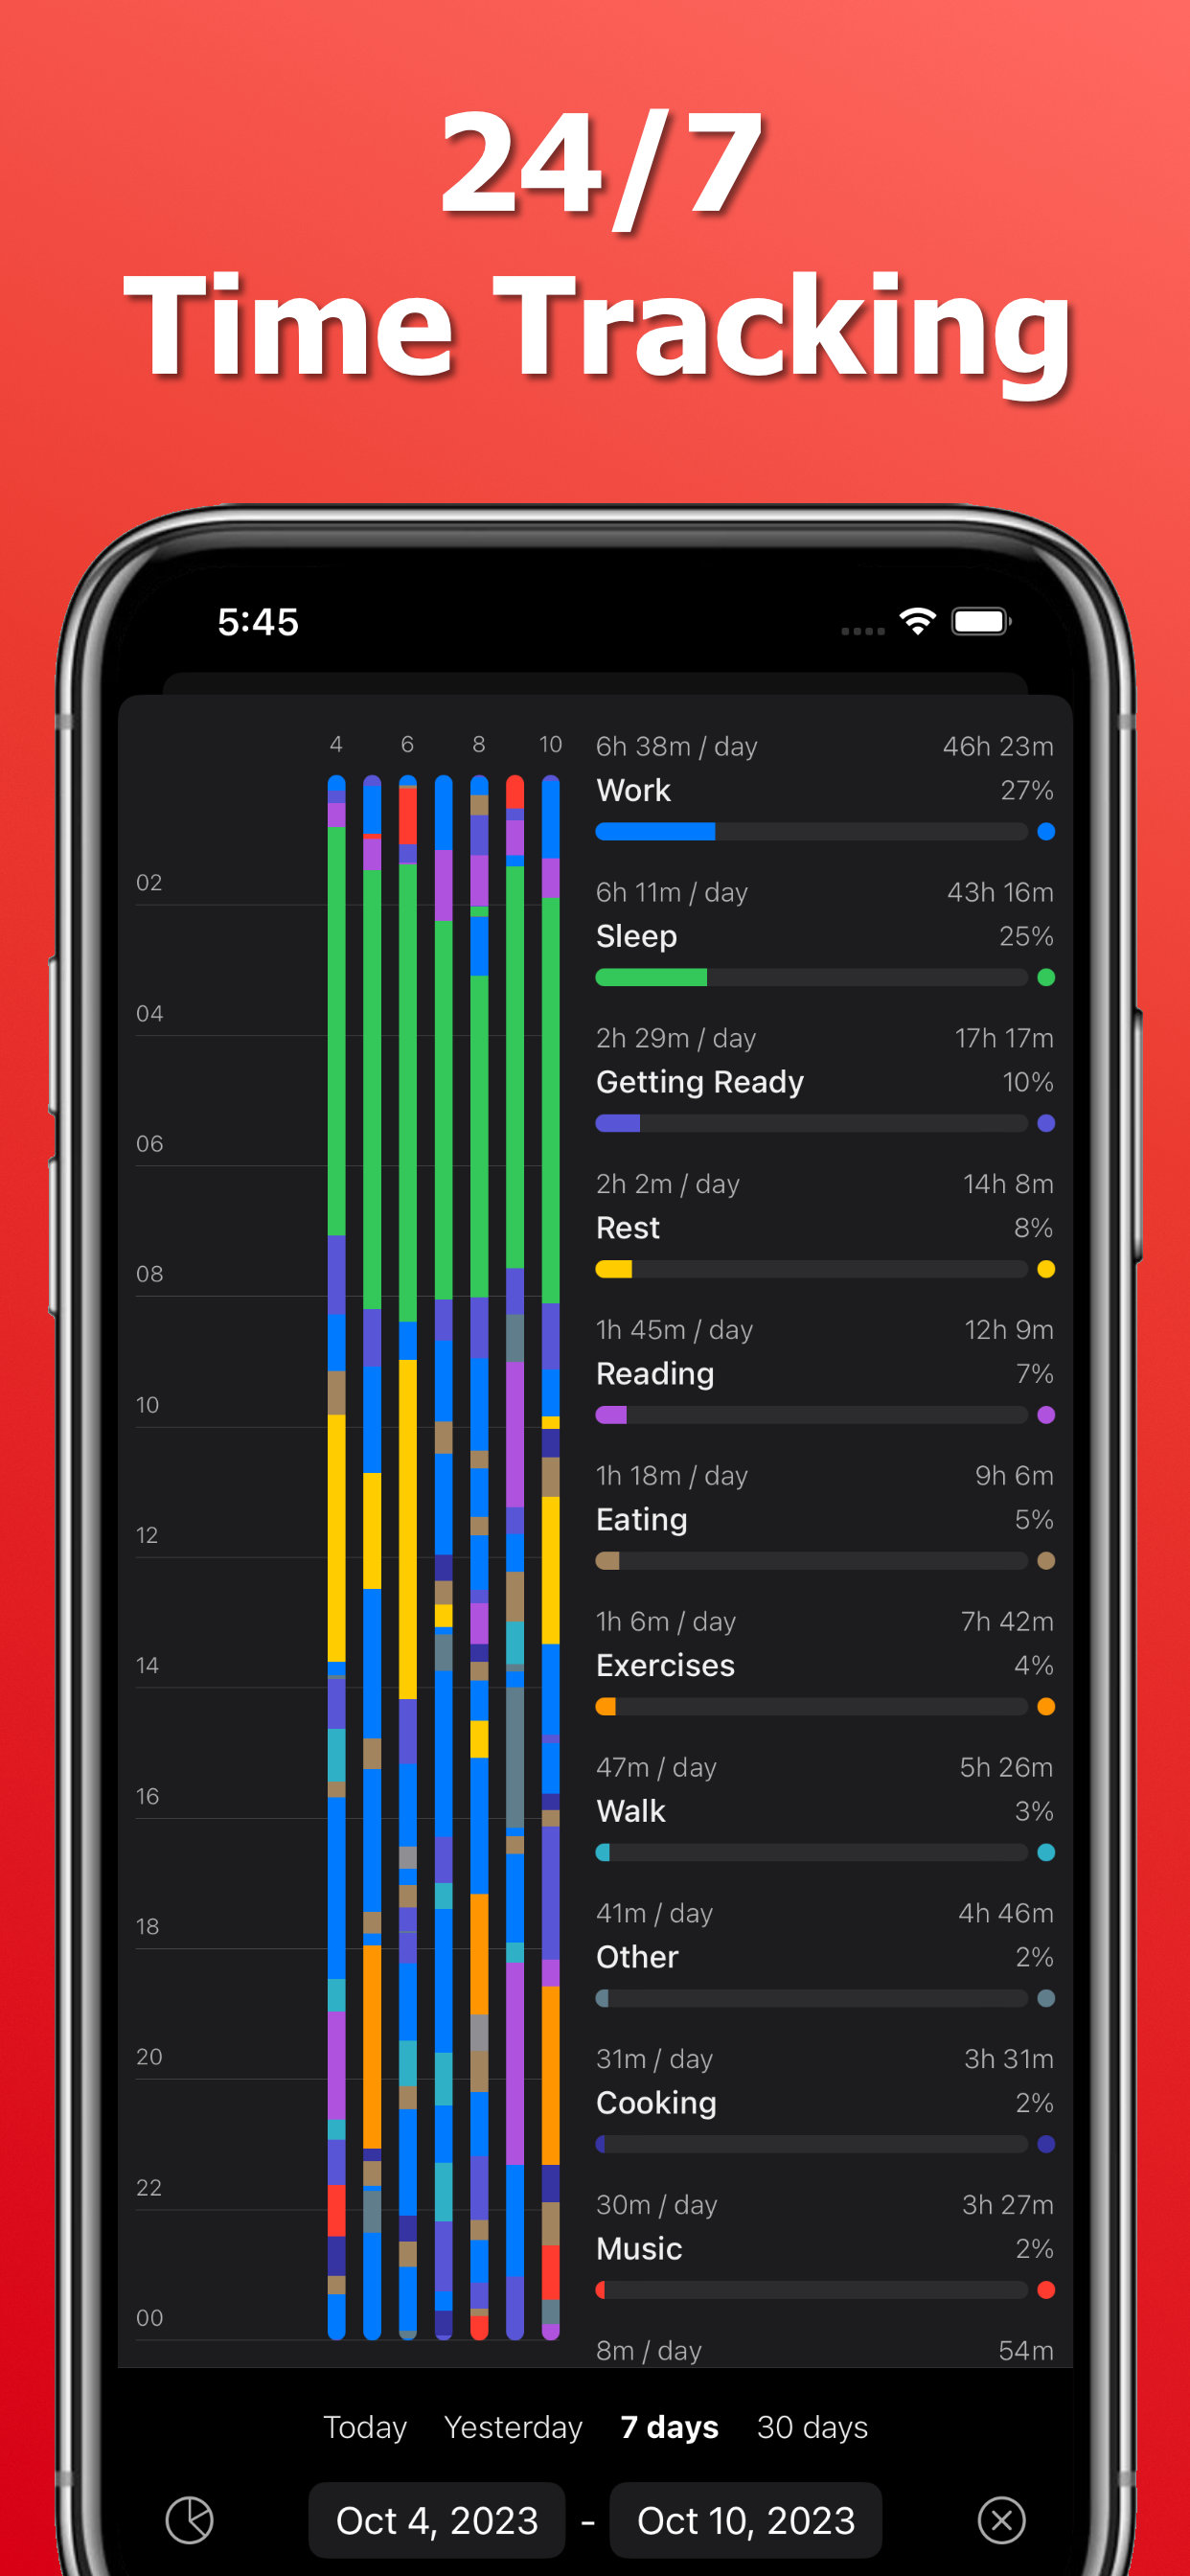 24/7
Time Tracking
5:45
4 6 8 10
02
04
06
08
10
12
14
16
18
20
22
00
6h 38m / day 46h 23m
Work 27%
6h 11m / day 43h 16m
Sleep 25%
2h 29m / day 17h 17m
Getting Ready 10%
2h 2m / day 14h 8m
Rest 8%
1h 45m / day 12h 9m
Reading 7%
1h 18m / day 9h 6m
Eating 5%
1h 6m / day 7h 42m
Exercises 4%
47m / day 5h 26m
Walk 3%
41m / day 4h 46m
Other 2%
31m / day 3h 31m
Cooking 2%
30m / day 3h 27m
Music 2%
8m / day 54m
Today Yesterday 7 days 30 days
Oct 4, 2023 - Oct 10, 2023